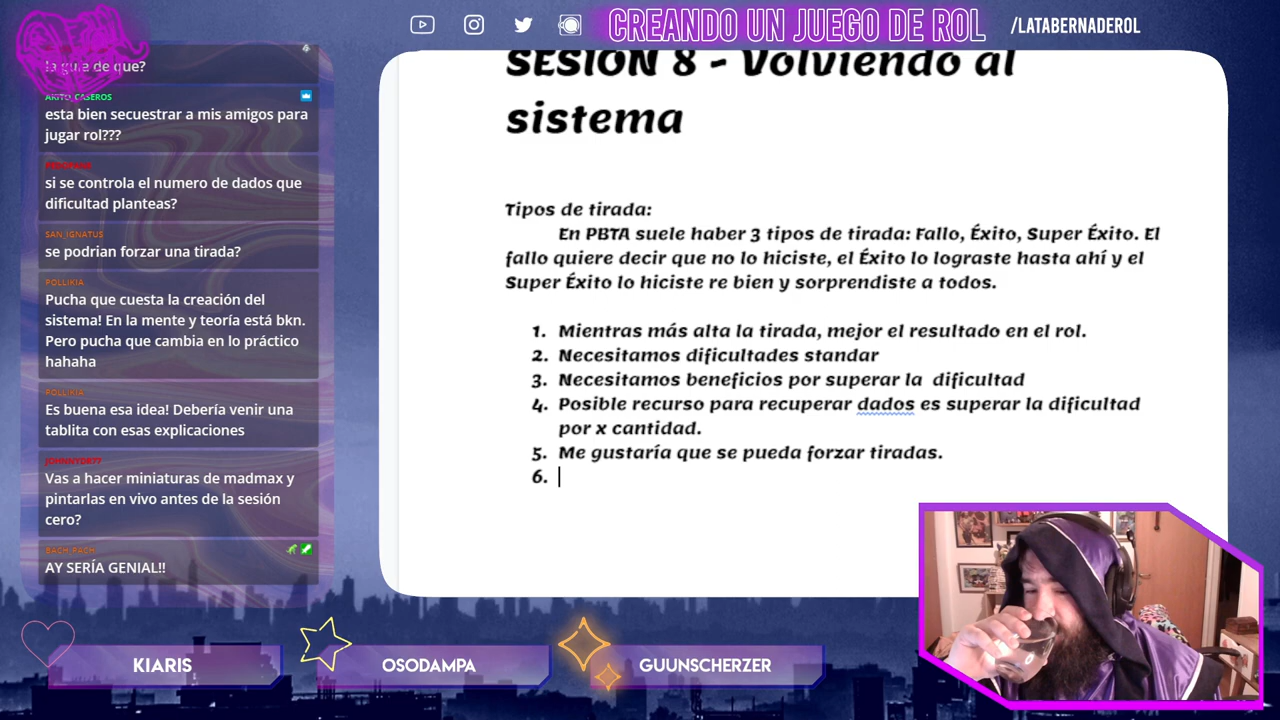 CREANDO UN JUEGO DE ROL
/LATABERNADEROL
de que?
ARITO_CASEROS
esta bien secuestrar a mis amigos para
jugar rol???
si se controla el numero de dados que
dificultad planteas?
SAN_IGNATUS
se podrian forzar una tirada?
POLLIKIA
Pucha que cuesta la creación del
sistema! En la mente y teoría está bkn.
Pero pucha que cambia en lo práctico
hahaha
POLLIKIA
Es buena esa idea! Debería venir una
tablita con esas explicaciones
JOHNNYDR77
Vas a hacer miniaturas de madmax y
pintarlas en vivo antes de la sesión
cero?
BACH_PACH
AY SERÍA GENIAL!!
SESION 8 - Volviendo al
sistema
Tipos de tirada:
En PBTA suele haber 3 tipos de tirada: Fallo, Éxito, Super Éxito. El
fallo quiere decir que no lo hiciste, el Éxito lo lograste hasta ahí y el
Super Éxito lo hiciste re bien y sorprendiste a todos.
1. Mientras más alta la tirada, mejor el resultado en el rol.
2. Necesitamos dificultades standar
3. Necesitamos beneficios por superar la dificultad
4. Posible recurso para recuperar dados es superar la dificultad
por x cantidad.
5. Me gustaría que se pueda forzar tiradas.
6.
KIARIS
OSODAMPA
GUUNSCHERZER